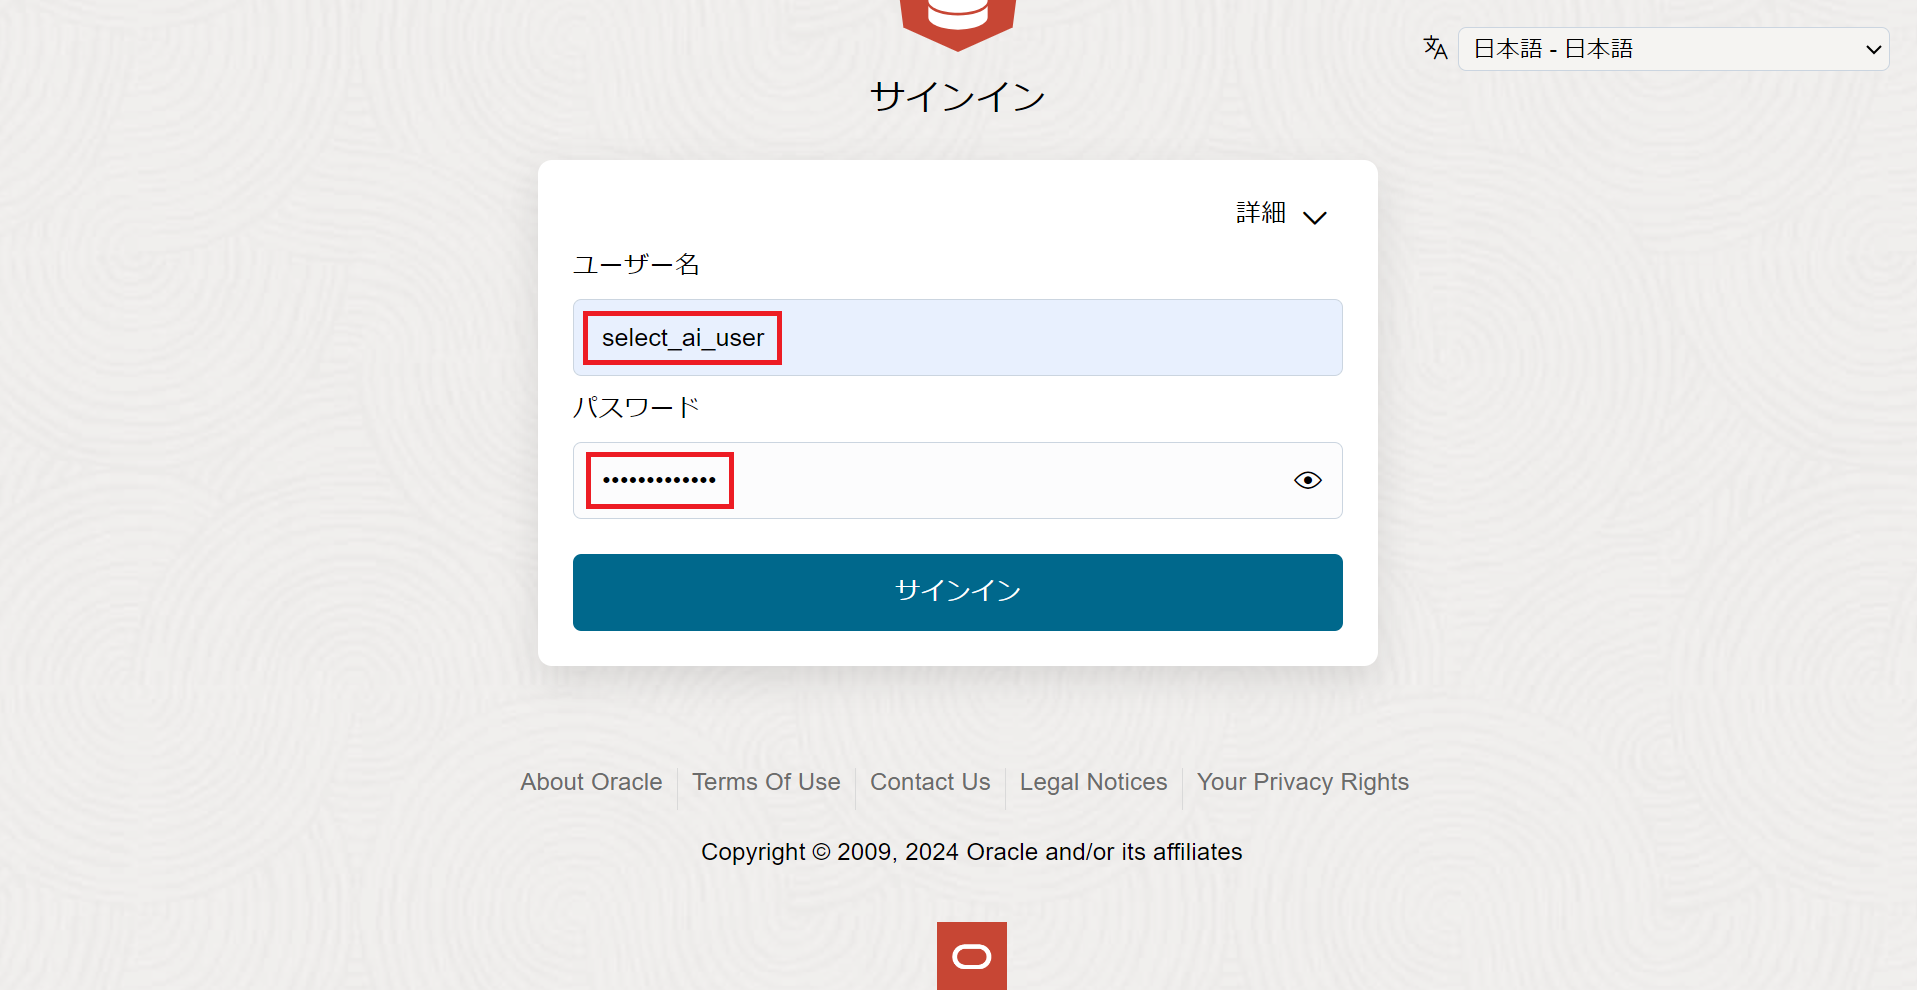 日本語 - 日本語
サインイン
詳細
ユーザー名
select_ai_user
パスワード
•••••••••••••
サインイン
About Oracle
Terms Of Use
Contact Us
Legal Notices
Your Privacy Rights
Copyright © 2009, 2024 Oracle and/or its affiliates